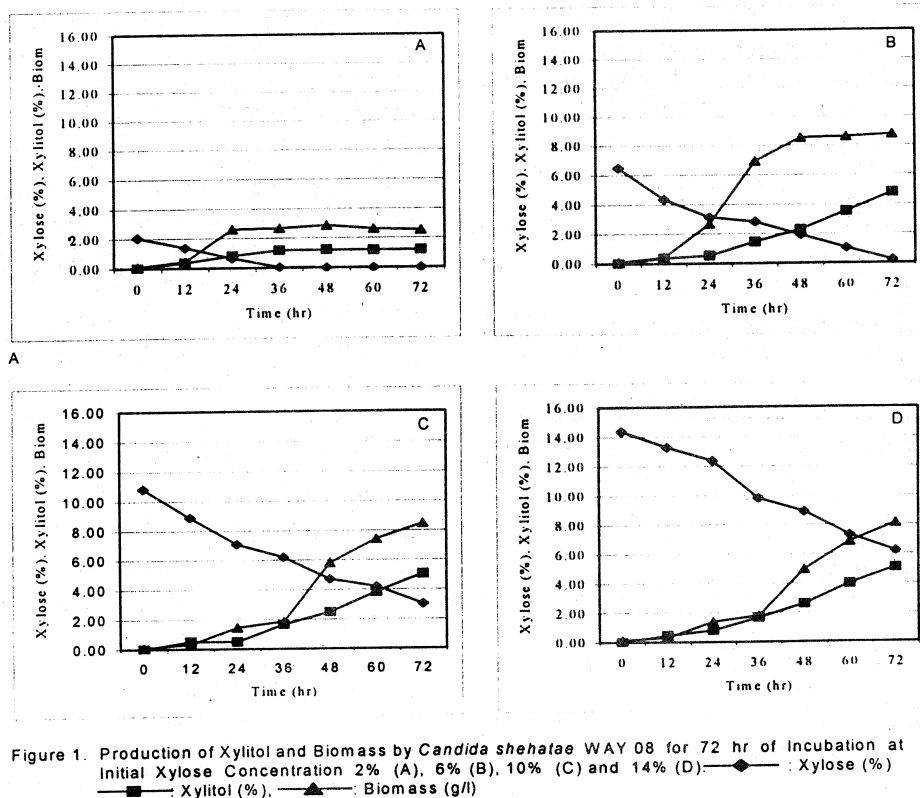 A
16.00
14.00
12.00
10.00
8.00
6.00
4.00
2.00
0.00
Xylose (%). Xylitol (%). Biom
0 12 24 36 48 60 72
Time (hr)
B
16.00
14.00
12.00
10.00
8.00
6.00
4.00
2.00
0.00
Xylose (%). Xylitol (%). Biom
0 12 24 36 48 60 72
Time (hr)
A
C
16.00
14.00
12.00
10.00
8.00
6.00
4.00
2.00
0.00
Xylose (%). Xylitol (%). Biom
0 12 24 36 48 60 72
Time (hr)
D
16.00
14.00
12.00
10.00
8.00
6.00
4.00
2.00
0.00
Xylose (%). Xylitol (%). Biom
0 12 24 36 48 60 72
Time (hr)
Figure 1. Production of Xylitol and Biomass by Candida shehatae WAY 08 for 72 hr of Incubation at
Initial Xylose Concentration 2% (A), 6% (B), 10% (C) and 14% (D). : Xylose (%)
: Xylitol (%), : Biomass (g/l)